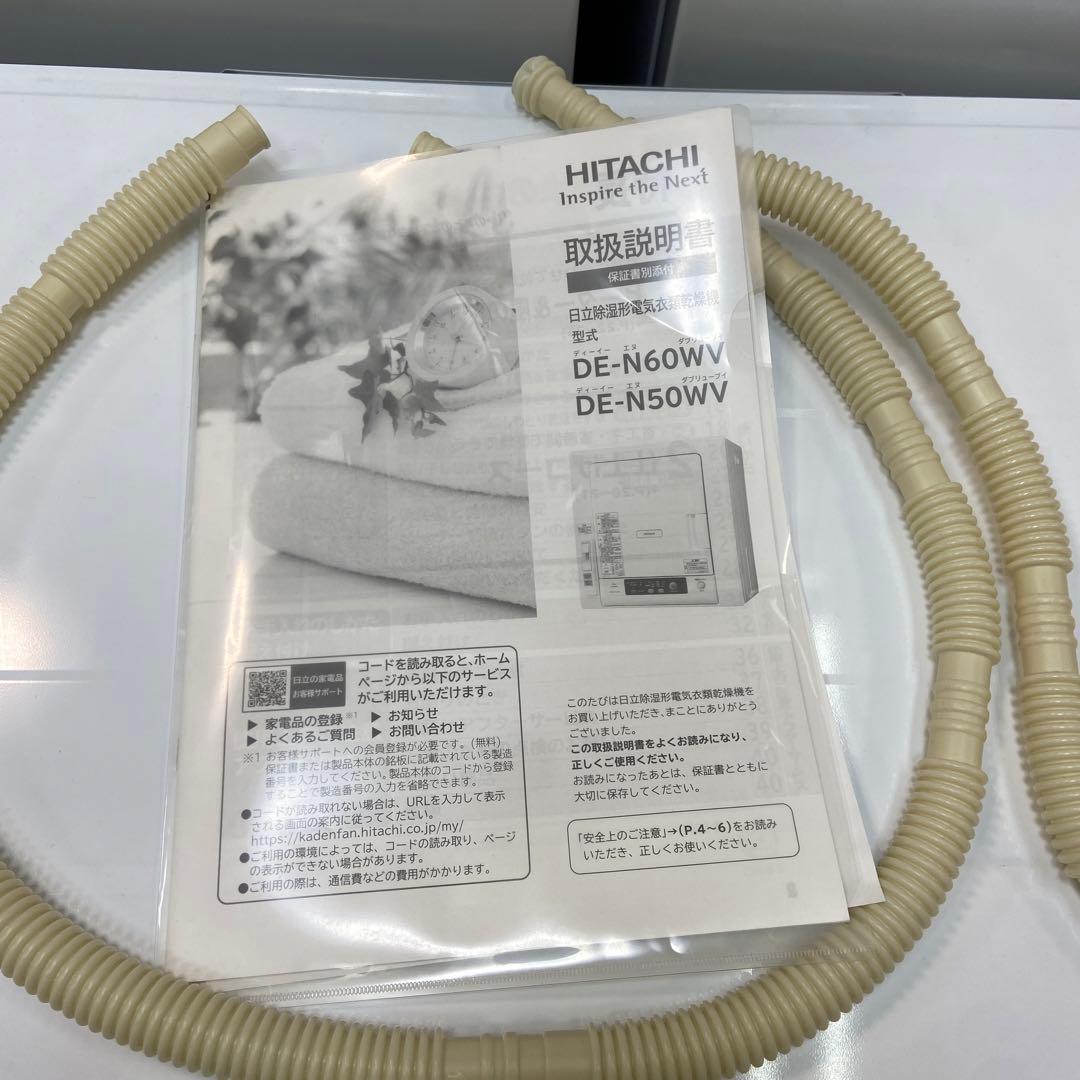 HITACHI
Inspire the Next
取扱説明書
保証書別添付
日立除湿形電気衣類乾燥機
型式
ディーイー エヌ ダブリューブイ
DE-N60WV
ディーイー エヌ ダブリューブイ
DE-N50WV
日立の家電品
お客様サポート
コードを読み取ると、ホーム
ページから以下のサービス
がご利用いただけます。
▶ 家電品の登録※1 ▶ お知らせ
▶ よくあるご質問 ▶ お問い合わせ
※1 お客様サポートへの会員登録が必要です。(無料)
保証書または製品本体の銘板に記載されている製造
番号を入力してください。製品本体のコードから登録
することで製造番号の入力を省略できます。
●コードが読み取れない場合は、URLを入力して表示
される画面の案内に従ってください。
https://kadenfan.hitachi.co.jp/my/
●ご利用の環境によっては、コードの読み取り、ページ
の表示ができない場合があります。
●ご利用の際は、通信費などの費用がかかります。
このたびは日立除湿形電気衣類乾燥機を
お買い上げいただき、まことにありがとう
ございました。
この取扱説明書をよくお読みになり、
正しくご使用ください。
お読みになったあとは、保証書とともに
大切に保存してください。
「安全上のご注意」→(P.4～6)をお読み
いただき、正しくお使いください。